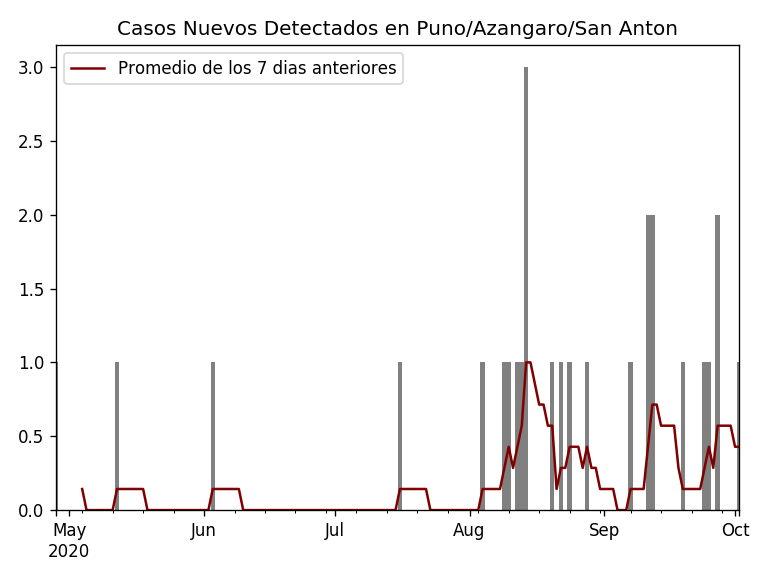 Casos Nuevos Detectados en Puno/Azangaro/San Anton
Promedio de los 7 dias anteriores
3.0
2.5
2.0
1.5
1.0
0.5
0.0
May Jun Jul Aug Sep Oct
2020